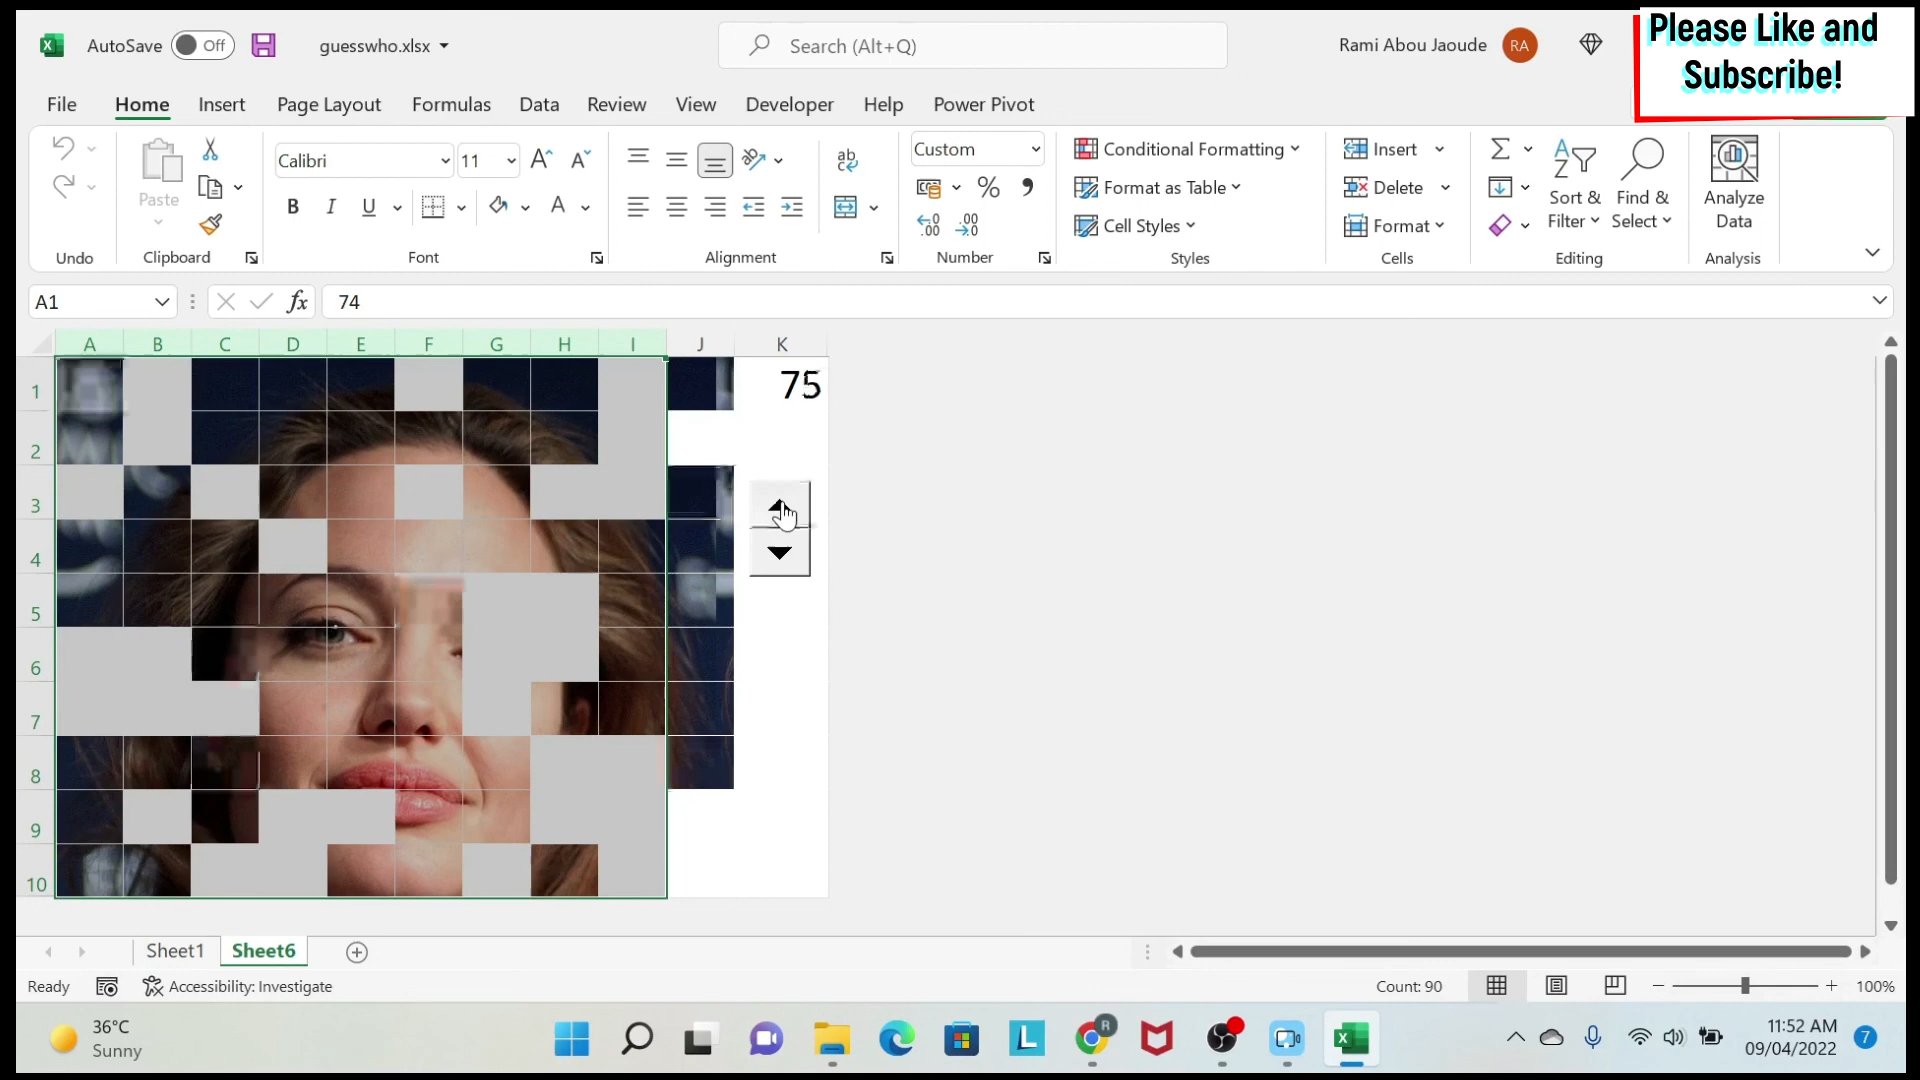 Please Like and
Subscribe!
AutoSave Off guesswho.xlsx Search (Alt+Q) Rami Abou Jaoude RA
File Home Insert Page Layout Formulas Data Review View Developer Help Power Pivot
Paste Calibri 11 ab Custom Conditional Formatting Insert
B I U A % Format as Table Delete Sort & Filter Find & Select Analyze Data
Cell Styles Format
Undo Clipboard Font Alignment Number Styles Cells Editing Analysis
A1 fx 74
A B C D E F G H I J K
1 75
2
3
4
5
6
7
8
9
10
Sheet1 Sheet6
Ready Accessibility: Investigate Count: 90 100%
36°C
Sunny
R
11:52 AM
09/04/2022 7